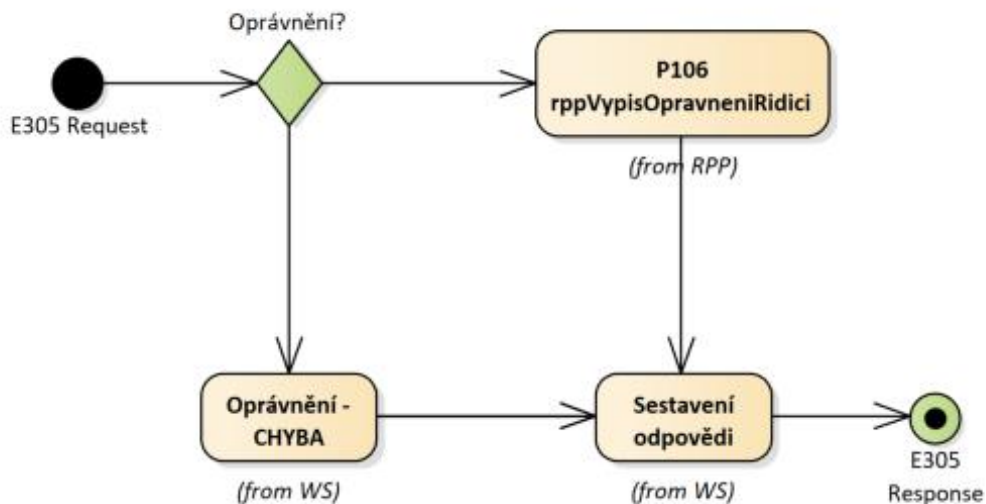 Oprávnění?
E305 Request
P106
rppVypisOpravneniRidici
(from RPP)
Oprávnění -
CHYBA
(from WS)
Sestavení
odpovědi
(from WS)
E305
Response